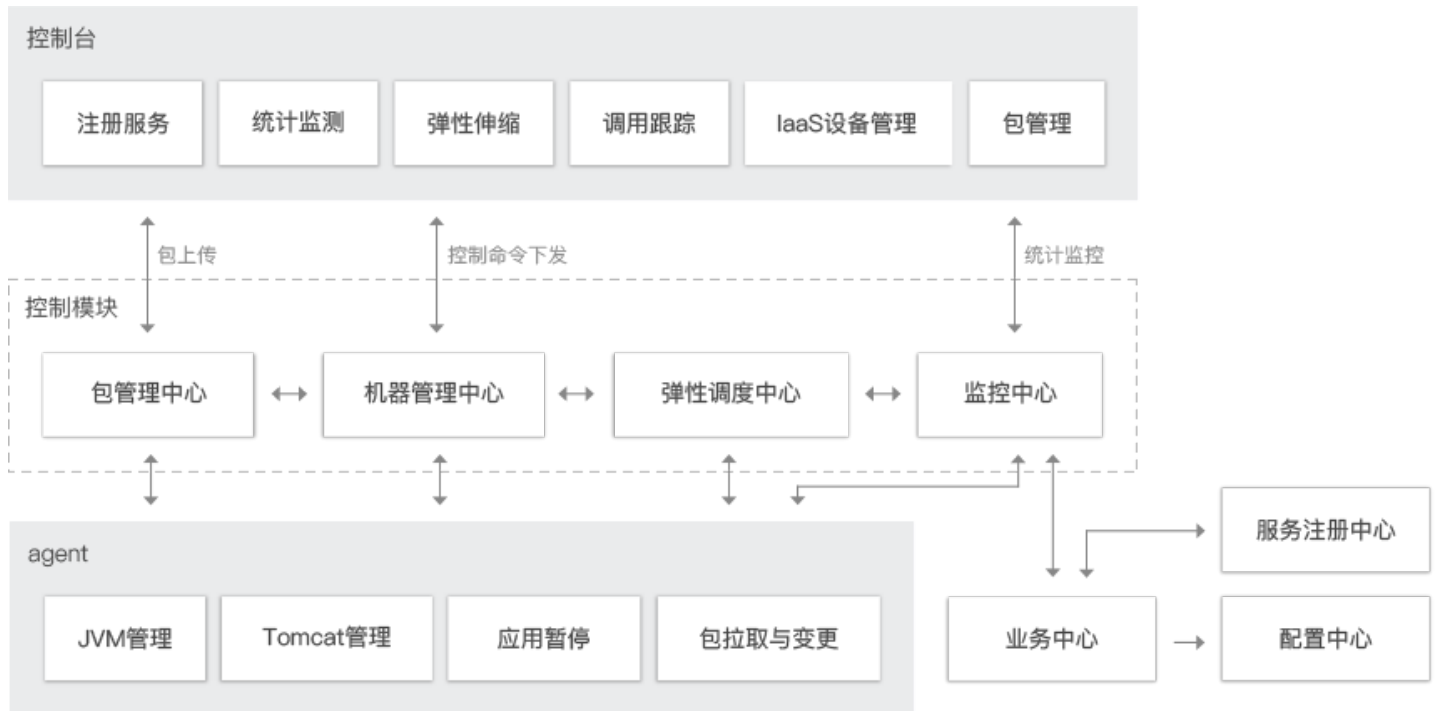 控制台
注册服务
统计监测
弹性伸缩
调用跟踪
IaaS设备管理
包管理
包上传
控制命令下发
统计监控
控制模块
包管理中心
机器管理中心
弹性调度中心
监控中心
agent
JVM管理
Tomcat管理
应用暂停
包拉取与变更
服务注册中心
业务中心
配置中心